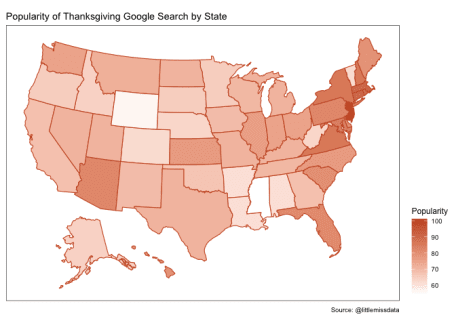 Popularity of Thanksgiving Google Search by State
Popularity
100
90
80
70
60
Source: @littlemissdata